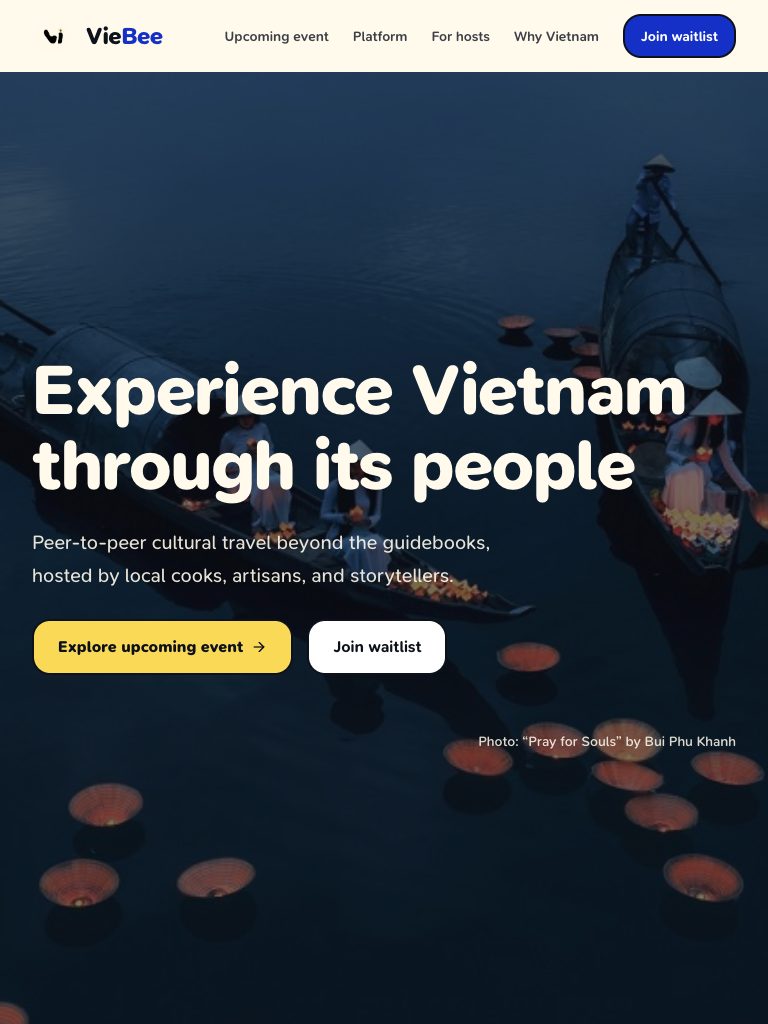 VieBee
Upcoming event
Platform
For hosts
Why Vietnam
Join waitlist
Experience Vietnam
through its people
Peer-to-peer cultural travel beyond the guidebooks,
hosted by local cooks, artisans, and storytellers.
Explore upcoming event →
Join waitlist
Photo: “Pray for Souls” by Bui Phu Khanh